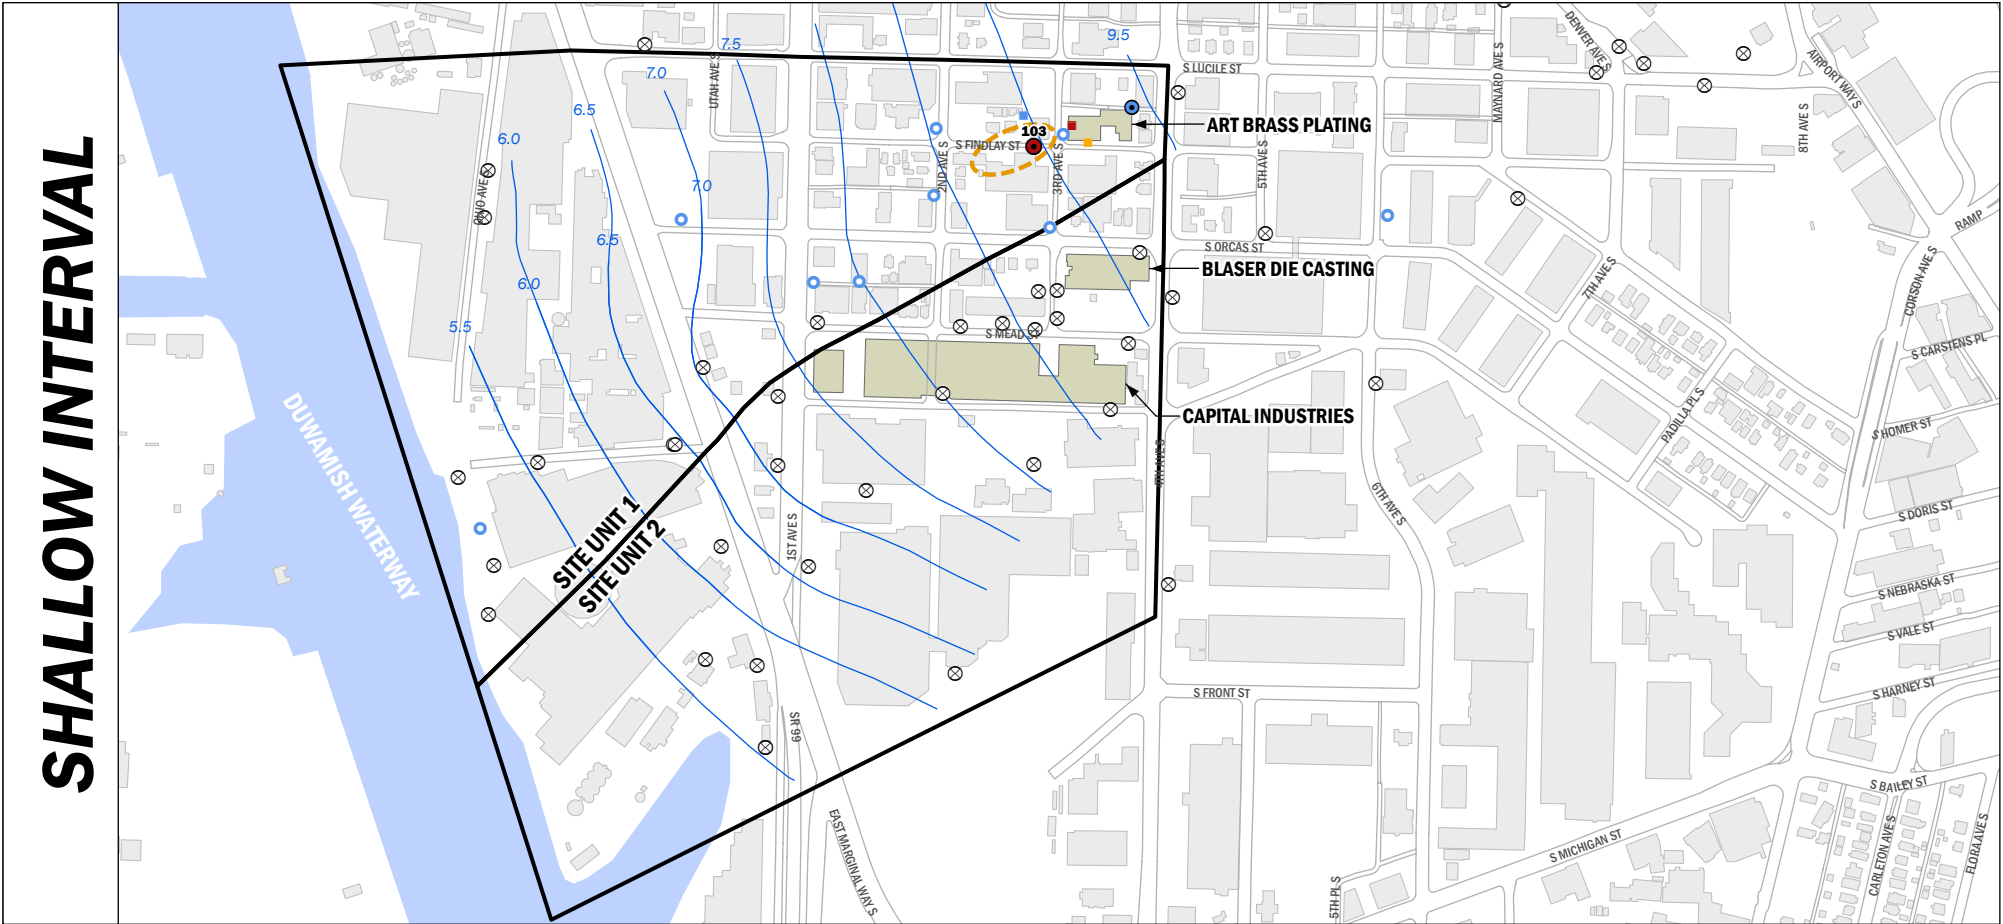 SHALLOW INTERVAL
9.5
7.5
7.0
6.5
6.0
DENVER AVE S
MAYNARD AVE S
AIRPORT WAY S
S LUCILE ST
UTAH AVE S
8TH AVE S
ART BRASS PLATING
103
S FINDLAY ST
2ND AVE S
3RD AVE S
5TH AVE S
OHIO AVE S
7.0
RAMP
6.5
S ORCAS ST
BLASER DIE CASTING
7TH AVE S
CORSON AVE S
6.0
5.5
S MEAD ST
S CARSTENS PL
CAPITAL INDUSTRIES
PADILLA PL S
S HOMER ST
4TH AVE S
DUWAMISH WATERWAY
6TH AVE S
S DORIS ST
1ST AVE S
SITE UNIT 1
SITE UNIT 2
S NEBRASKA ST
S VALE ST
S FRONT ST
S HARNEY ST
SR 99
S BAILEY ST
EAST MARGINAL WAY S
S MICHIGAN ST
CARLETON AVE S
FLORA AVE S
5TH PL S